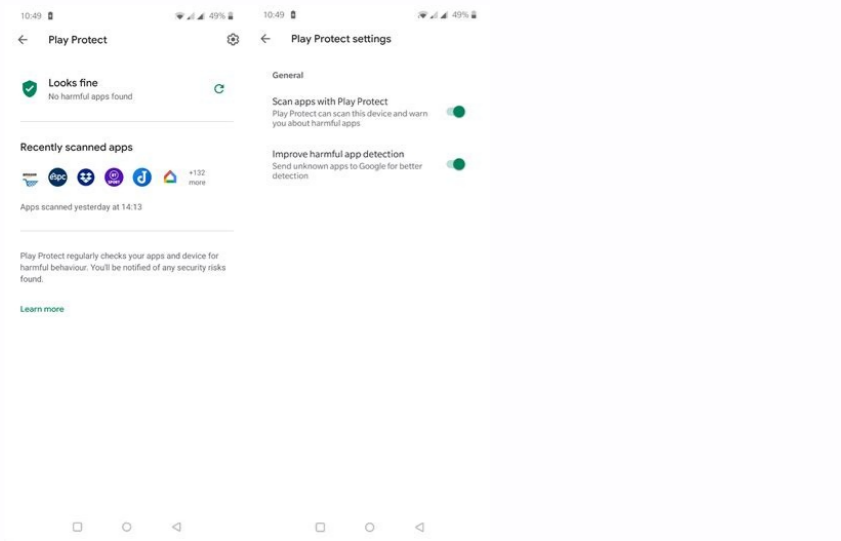 10:49
49%
Play Protect
Looks fine
No harmful apps found
Recently scanned apps
espc
+132
more
Apps scanned yesterday at 14:13
Play Protect regularly checks your apps and device for
harmful behaviour. You'll be notified of any security risks
found.
Learn more
10:49
49%
Play Protect settings
General
Scan apps with Play Protect
Play Protect can scan this device and warn
you about harmful apps
Improve harmful app detection
Send unknown apps to Google for better
detection